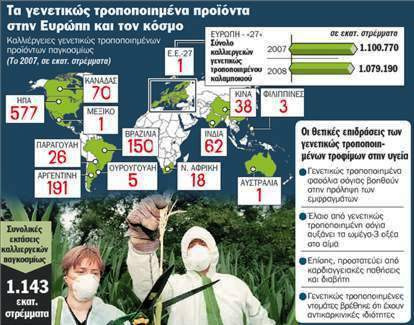 Τα γενετικώς τροποποιημένα προϊόντα
στην Ευρώπη και τον κόσμο
Καλλιέργειες γενετικώς τροποποιημένων
προϊόντων παγκοσμίως
(Το 2007, σε εκατ. στρέμματα)
σε στρέμματα
ΕΥΡΩΠΗ - «27»
Σύνολο
καλλιεργειών
γενετικώς
τροποποιημένου
καλαμποκιού
2007
1.100.770
2008
1.079.190
ΗΠΑ
577
ΚΑΝΑΔΑΣ
70
ΜΕΞΙΚΟ
1
Ε.Ε.-27
1
ΚΙΝΑ
38
ΦΙΛΙΠΠΙΝΕΣ
3
ΠΑΡΑΓΟΥΑΗ
26
ΒΡΑΖΙΛΙΑ
150
ΙΝΔΙΑ
62
ΑΡΓΕΝΤΙΝΗ
191
ΟΥΡΟΥΓΟΥΑΗ
5
Ν. ΑΦΡΙΚΗ
18
ΑΥΣΤΡΑΛΙΑ
1
Συνολικές
εκτάσεις
καλλιεργειών
παγκοσμίως
1.143
εκατ.
στρέμματα
Οι θετικές επιδράσεις των
γενετικώς τροποποιη-
μένων τροφίμων στην υγεία
Γενετικώς τροποποιημένα
φασόλια σόγιας βοηθούν
στην πρόληψη των
εμφραγμάτων
Έλαιο από γενετικώς
τροποποιημένη σόγια
αυξάνει τα ωμέγα-3 οξέα
στο αίμα
Επίσης, προστατεύει από
καρδιαγγειακές παθήσεις
και διαβήτη
Γενετικώς τροποποιημένες
ντομάτες βρέθηκε ότι έχουν
αντικαρκινικές ιδιότητες